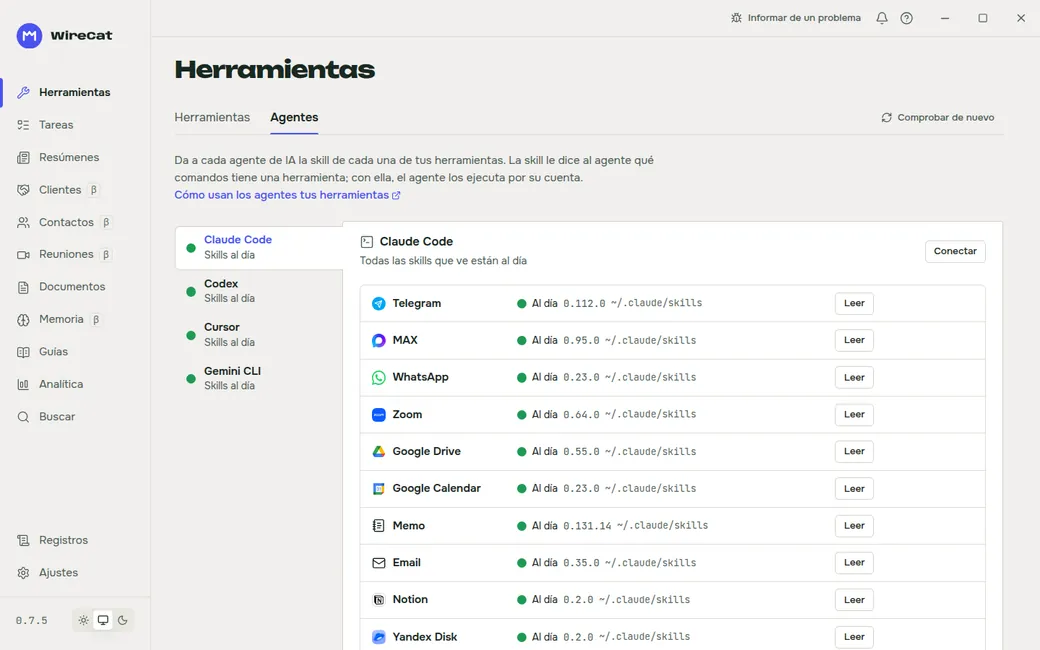 Informar de un problema
wirecat
Herramientas
Tareas
Resúmenes
Clientes β
Contactos β
Reuniones β
Documentos
Memoria β
Guías
Analítica
Buscar
Registros
Ajustes
0.7.5
Herramientas
Herramientas
Agentes
Comprobar de nuevo
Da a cada agente de IA la skill de cada una de tus herramientas. La skill le dice al agente qué
comandos tiene una herramienta; con ella, el agente los ejecuta por su cuenta.
Cómo usan los agentes tus herramientas
Claude Code
Skills al día
Codex
Skills al día
Cursor
Skills al día
Gemini CLI
Skills al día
Claude Code
Todas las skills que ve están al día
Conectar
Telegram Al día 0.112.0 ~/.claude/skills Leer
MAX Al día 0.95.0 ~/.claude/skills Leer
WhatsApp Al día 0.23.0 ~/.claude/skills Leer
Zoom Al día 0.64.0 ~/.claude/skills Leer
Google Drive Al día 0.55.0 ~/.claude/skills Leer
Google Calendar Al día 0.23.0 ~/.claude/skills Leer
Memo Al día 0.131.14 ~/.claude/skills Leer
Email Al día 0.35.0 ~/.claude/skills Leer
Notion Al día 0.2.0 ~/.claude/skills Leer
Yandex Disk Al día 0.2.0 ~/.claude/skills Leer